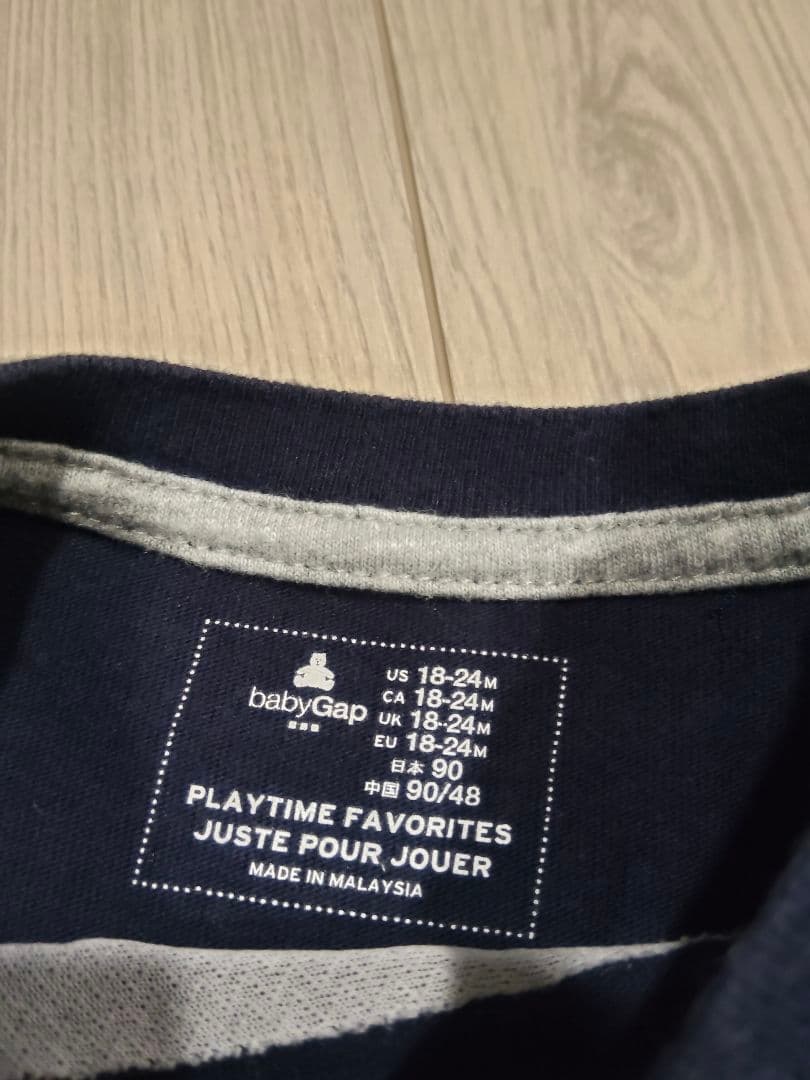 babyGap
US 18-24M
CA 18-24M
UK 18-24M
EU 18-24M
日本 90
中国 90/48
PLAYTIME FAVORITES
JUSTE POUR JOUER
MADE IN MALAYSIA